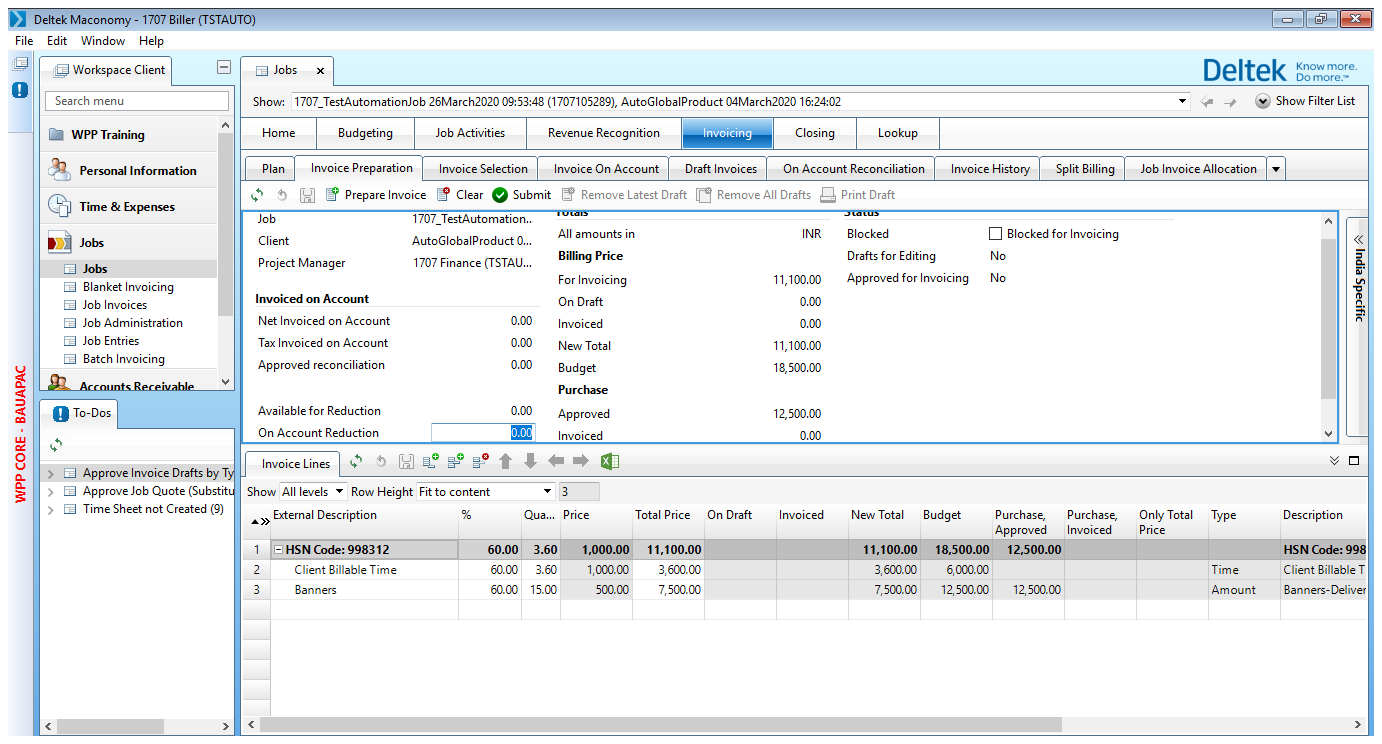 Deltek Maconomy - 1707 Biller (TSTAUTO)
File Edit Window Help
Workspace Client
Search menu
WPP Training
Personal Information
Time & Expenses
Jobs
Jobs
Blanket Invoicing
Job Invoices
Job Administration
Job Entries
Batch Invoicing
Accounts Receivable
WPP CORE - BAUAPAC
To-Dos
Approve Invoice Drafts by Ty
Approve Job Quote (Substitu
Time Sheet not Created (9)
Jobs x
Deltek Know more. Do more.™
Show: 1707_TestAutomationJob 26March2020 09:53:48 (1707105289), AutoGlobalProduct 04March2020 16:24:02
Show Filter List
Home Budgeting Job Activities Revenue Recognition Invoicing Closing Lookup
Plan Invoice Preparation Invoice Selection Invoice On Account Draft Invoices On Account Reconciliation Invoice History Split Billing Job Invoice Allocation
Prepare Invoice Clear Submit Remove Latest Draft Remove All Drafts Print Draft
Job 1707_TestAutomation..
Client AutoGlobalProduct 0...
Project Manager 1707 Finance (TSTAU...
Invoiced on Account
Net Invoiced on Account 0.00
Tax Invoiced on Account 0.00
Approved reconciliation 0.00
Available for Reduction 0.00
On Account Reduction 0.00
Totals
All amounts in INR
Billing Price
For Invoicing 11,100.00
On Draft 0.00
Invoiced 0.00
New Total 11,100.00
Budget 18,500.00
Purchase
Approved 12,500.00
Invoiced 0.00
Status
Blocked Blocked for Invoicing
Drafts for Editing No
Approved for Invoicing No
India Specific
Invoice Lines
Show All levels Row Height Fit to content 3
External Description % Qua... Price Total Price On Draft Invoiced New Total Budget Purchase, Approved Purchase, Invoiced Only Total Price Type Description
1 HSN Code: 998312 60.00 3.60 1,000.00 11,100.00 11,100.00 18,500.00 12,500.00 HSN Code: 998
2 Client Billable Time 60.00 3.60 1,000.00 3,600.00 3,600.00 6,000.00 Time Client Billable T
3 Banners 60.00 15.00 500.00 7,500.00 7,500.00 12,500.00 12,500.00 Amount Banners-Deliver